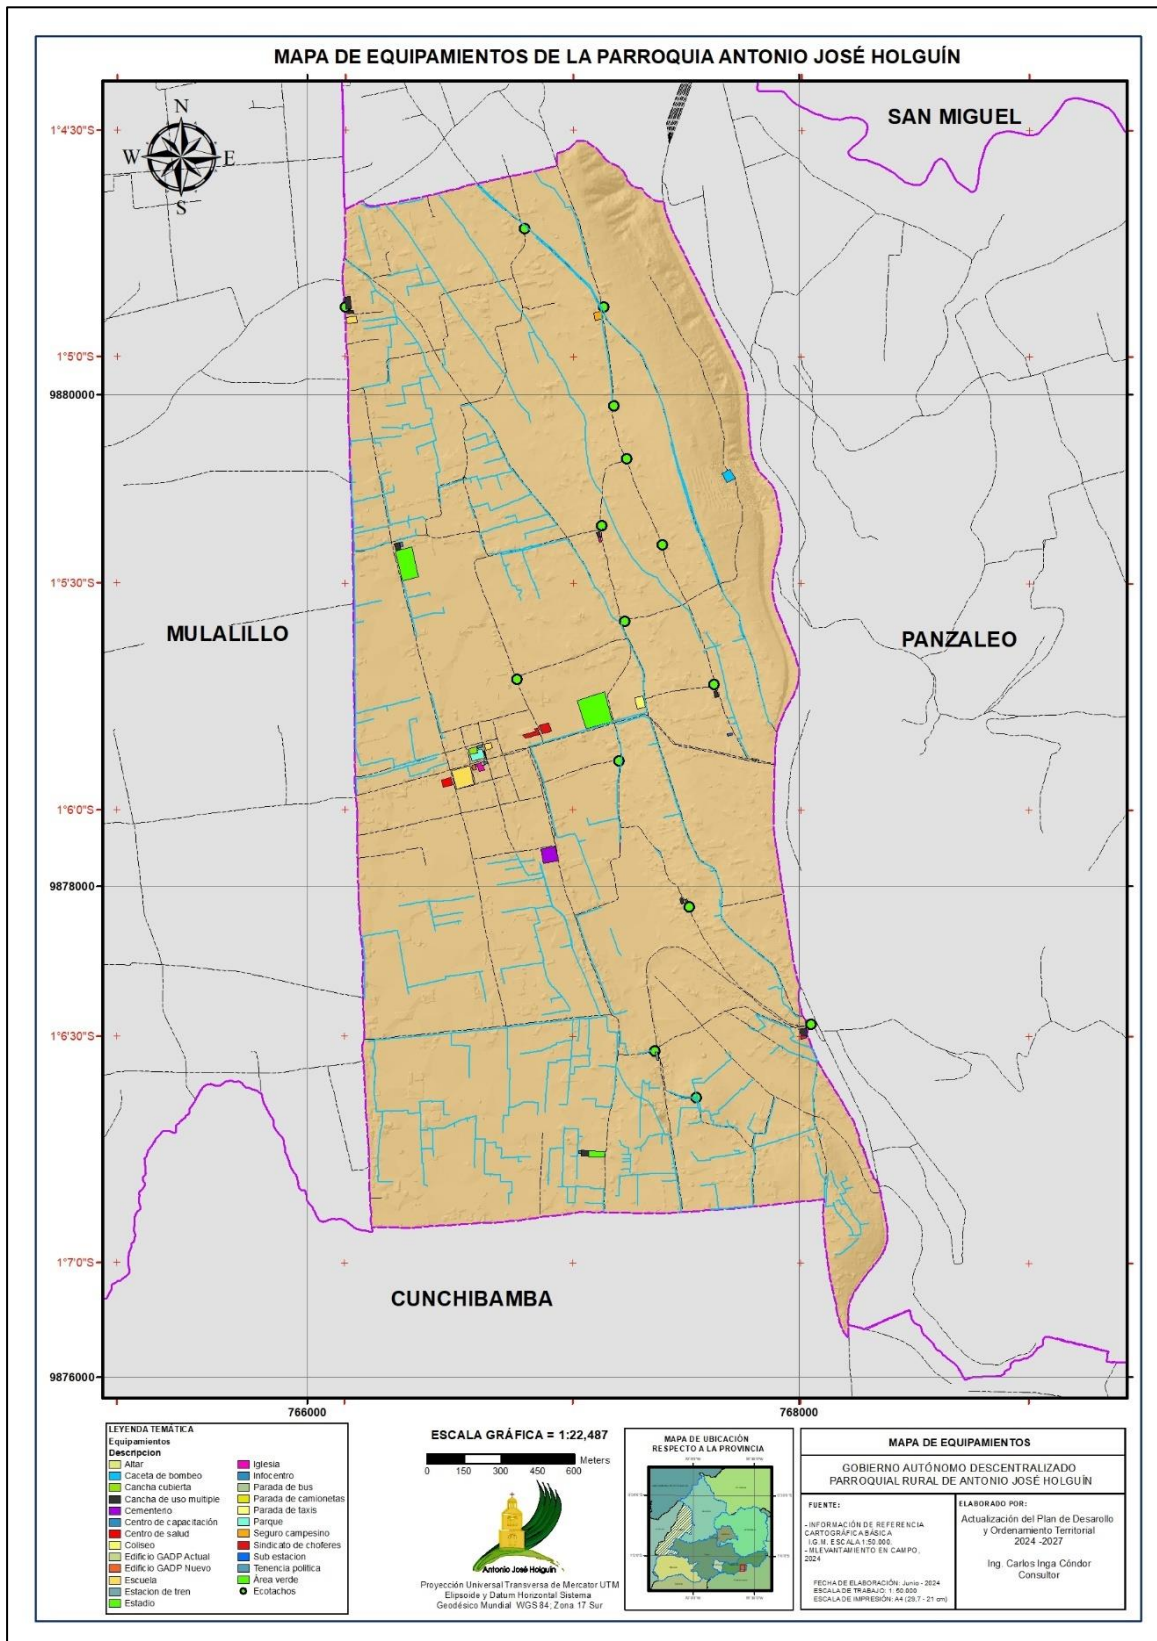 MAPA DE EQUIPAMIENTOS DE LA PARROQUIA ANTONIO JOSÉ HOLGUÍN
SAN MIGUEL
N
W E
S
1°4'30"S
1°5'0"S
9880000
1°5'30"S
MULALILLO
PANZALEO
1°6'0"S
9878000
1°6'30"S
1°7'0"S
CUNCHIBAMBA
9876000
766000 768000
LEYENDA TEMÁTICA
Equipamientos
Descripcion
Altar
Caceta de bombeo
Cancha cubierta
Cancha de uso multiple
Cementerio
Centro de capacitación
Centro de salud
Coliseo
Edificio GADP Actual
Edificio GADP Nuevo
Escuela
Estacion de tren
Estadio
Iglesia
Infocentro
Parada de bus
Parada de camionetas
Parada de taxis
Parque
Seguro campesino
Sindicato de choferes
Sub estacion
Tenencia política
Área verde
Ecotachos
ESCALA GRÁFICA = 1:22,487
Meters
0 150 300 450 600
Antonio José Holguín
Proyección Universal Transversa de Mercator UTM
Elipsoide y Datum Horizontal Sistema
Geodésico Mundial WGS 84; Zona 17 Sur
MAPA DE UBICACIÓN
RESPECTO A LA PROVINCIA
MAPA DE EQUIPAMIENTOS
GOBIERNO AUTÓNOMO DESCENTRALIZADO
PARROQUIAL RURAL DE ANTONIO JOSÉ HOLGUÍN
FUENTE:
- INFORMACIÓN DE REFERENCIA
CARTOGRÁFICA BÁSICA
I.G.M. ESCALA 1:50.000.
- MLEVANTAMIENTO EN CAMPO,
2024
FECHA DE ELABORACIÓN: Junio - 2024
ESCALA DE TRABAJO: 1: 50.000
ESCALA DE IMPRESIÓN: A4 (29.7 - 21 cm)
ELABORADO POR:
Actualización del Plan de Desarollo
y Ordenamiento Territorial
2024 -2027
Ing. Carlos Inga Cóndor
Consultor